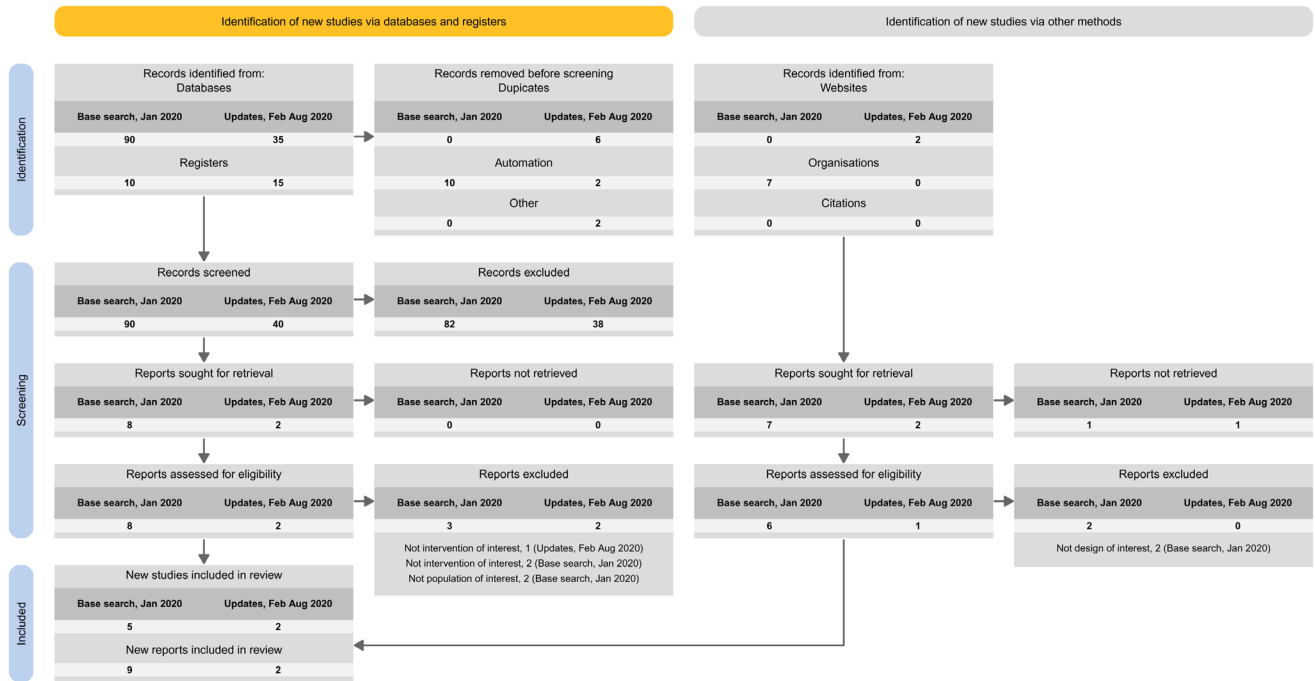 Identification of new studies via databases and registers
Identification of new studies via other methods
Identification
Records identified from:
Databases
Base search, Jan 2020 Updates, Feb Aug 2020
90 35
Registers
10 15
Records removed before screening
Dupicates
Base search, Jan 2020 Updates, Feb Aug 2020
0 6
Automation
10 2
Other
0 2
Records identified from:
Websites
Base search, Jan 2020 Updates, Feb Aug 2020
0 2
Organisations
7 0
Citations
0 0
Screening
Records screened
Base search, Jan 2020 Updates, Feb Aug 2020
90 40
Records excluded
Base search, Jan 2020 Updates, Feb Aug 2020
82 38
Reports sought for retrieval
Base search, Jan 2020 Updates, Feb Aug 2020
8 2
Reports not retrieved
Base search, Jan 2020 Updates, Feb Aug 2020
0 0
Reports sought for retrieval
Base search, Jan 2020 Updates, Feb Aug 2020
7 2
Reports not retrieved
Base search, Jan 2020 Updates, Feb Aug 2020
1 1
Reports assessed for eligibility
Base search, Jan 2020 Updates, Feb Aug 2020
8 2
Reports excluded
Base search, Jan 2020 Updates, Feb Aug 2020
3 2
Not intervention of interest, 1 (Updates, Feb Aug 2020)
Not intervention of interest, 2 (Base search, Jan 2020)
Not population of interest, 2 (Base search, Jan 2020)
Reports assessed for eligibility
Base search, Jan 2020 Updates, Feb Aug 2020
6 1
Reports excluded
Base search, Jan 2020 Updates, Feb Aug 2020
2 0
Not design of interest, 2 (Base search, Jan 2020)
Included
New studies included in review
Base search, Jan 2020 Updates, Feb Aug 2020
5 2
New reports included in review
9 2